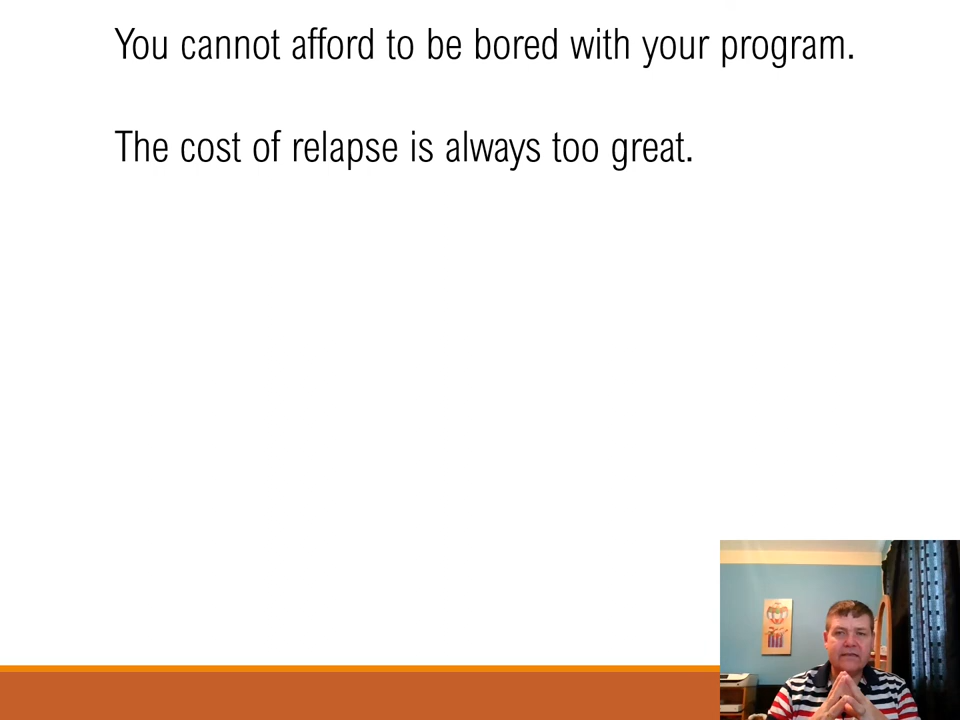 You cannot afford to be bored with your program.
The cost of relapse is always too great.